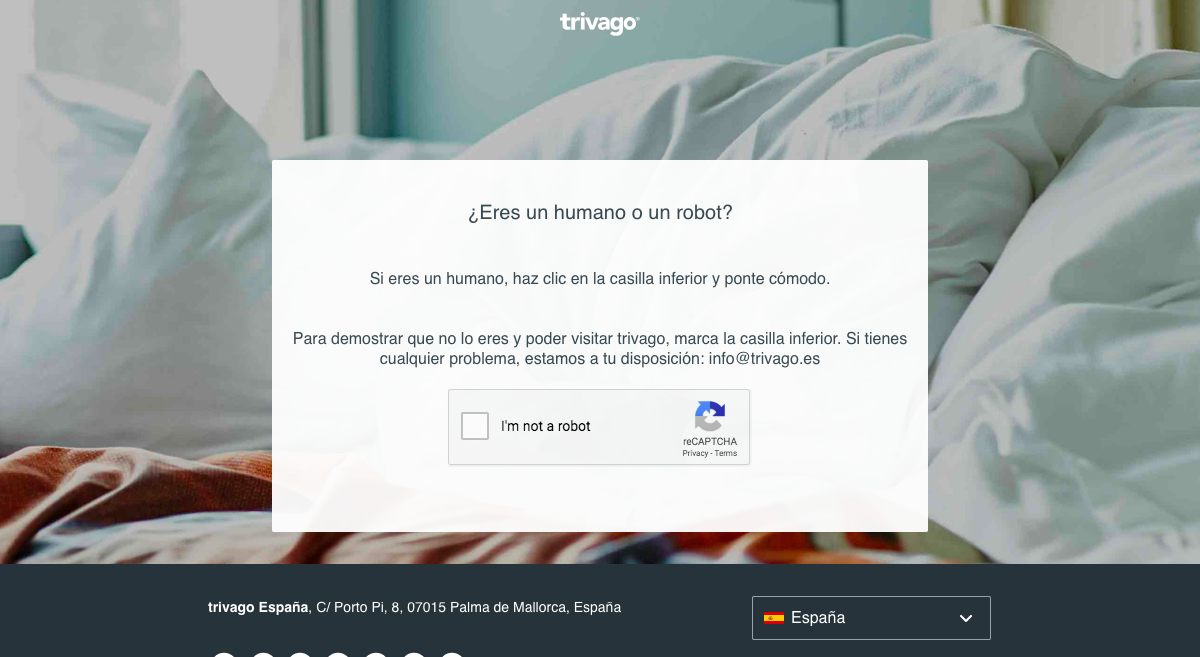 trivago
¿Eres un humano o un robot?
Si eres un humano, haz clic en la casilla inferior y ponte cómodo.
Para demostrar que no lo eres y poder visitar trivago, marca la casilla inferior. Si tienes
cualquier problema, estamos a tu disposición: info@trivago.es
I'm not a robot
reCAPTCHA
Privacy - Terms
trivago España, C/ Porto Pi, 8, 07015 Palma de Mallorca, España
España